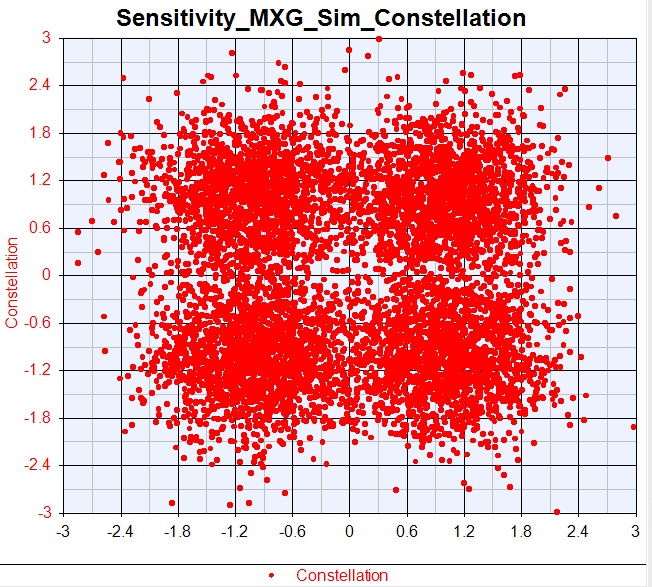 Sensitivity_MXG_Sim_Constellation
3
2.4
1.8
1.2
0.6
0
-0.6
-1.2
-1.8
-2.4
-3
Constellation
-3 -2.4 -1.8 -1.2 -0.6 0 0.6 1.2 1.8 2.4 3
Constellation